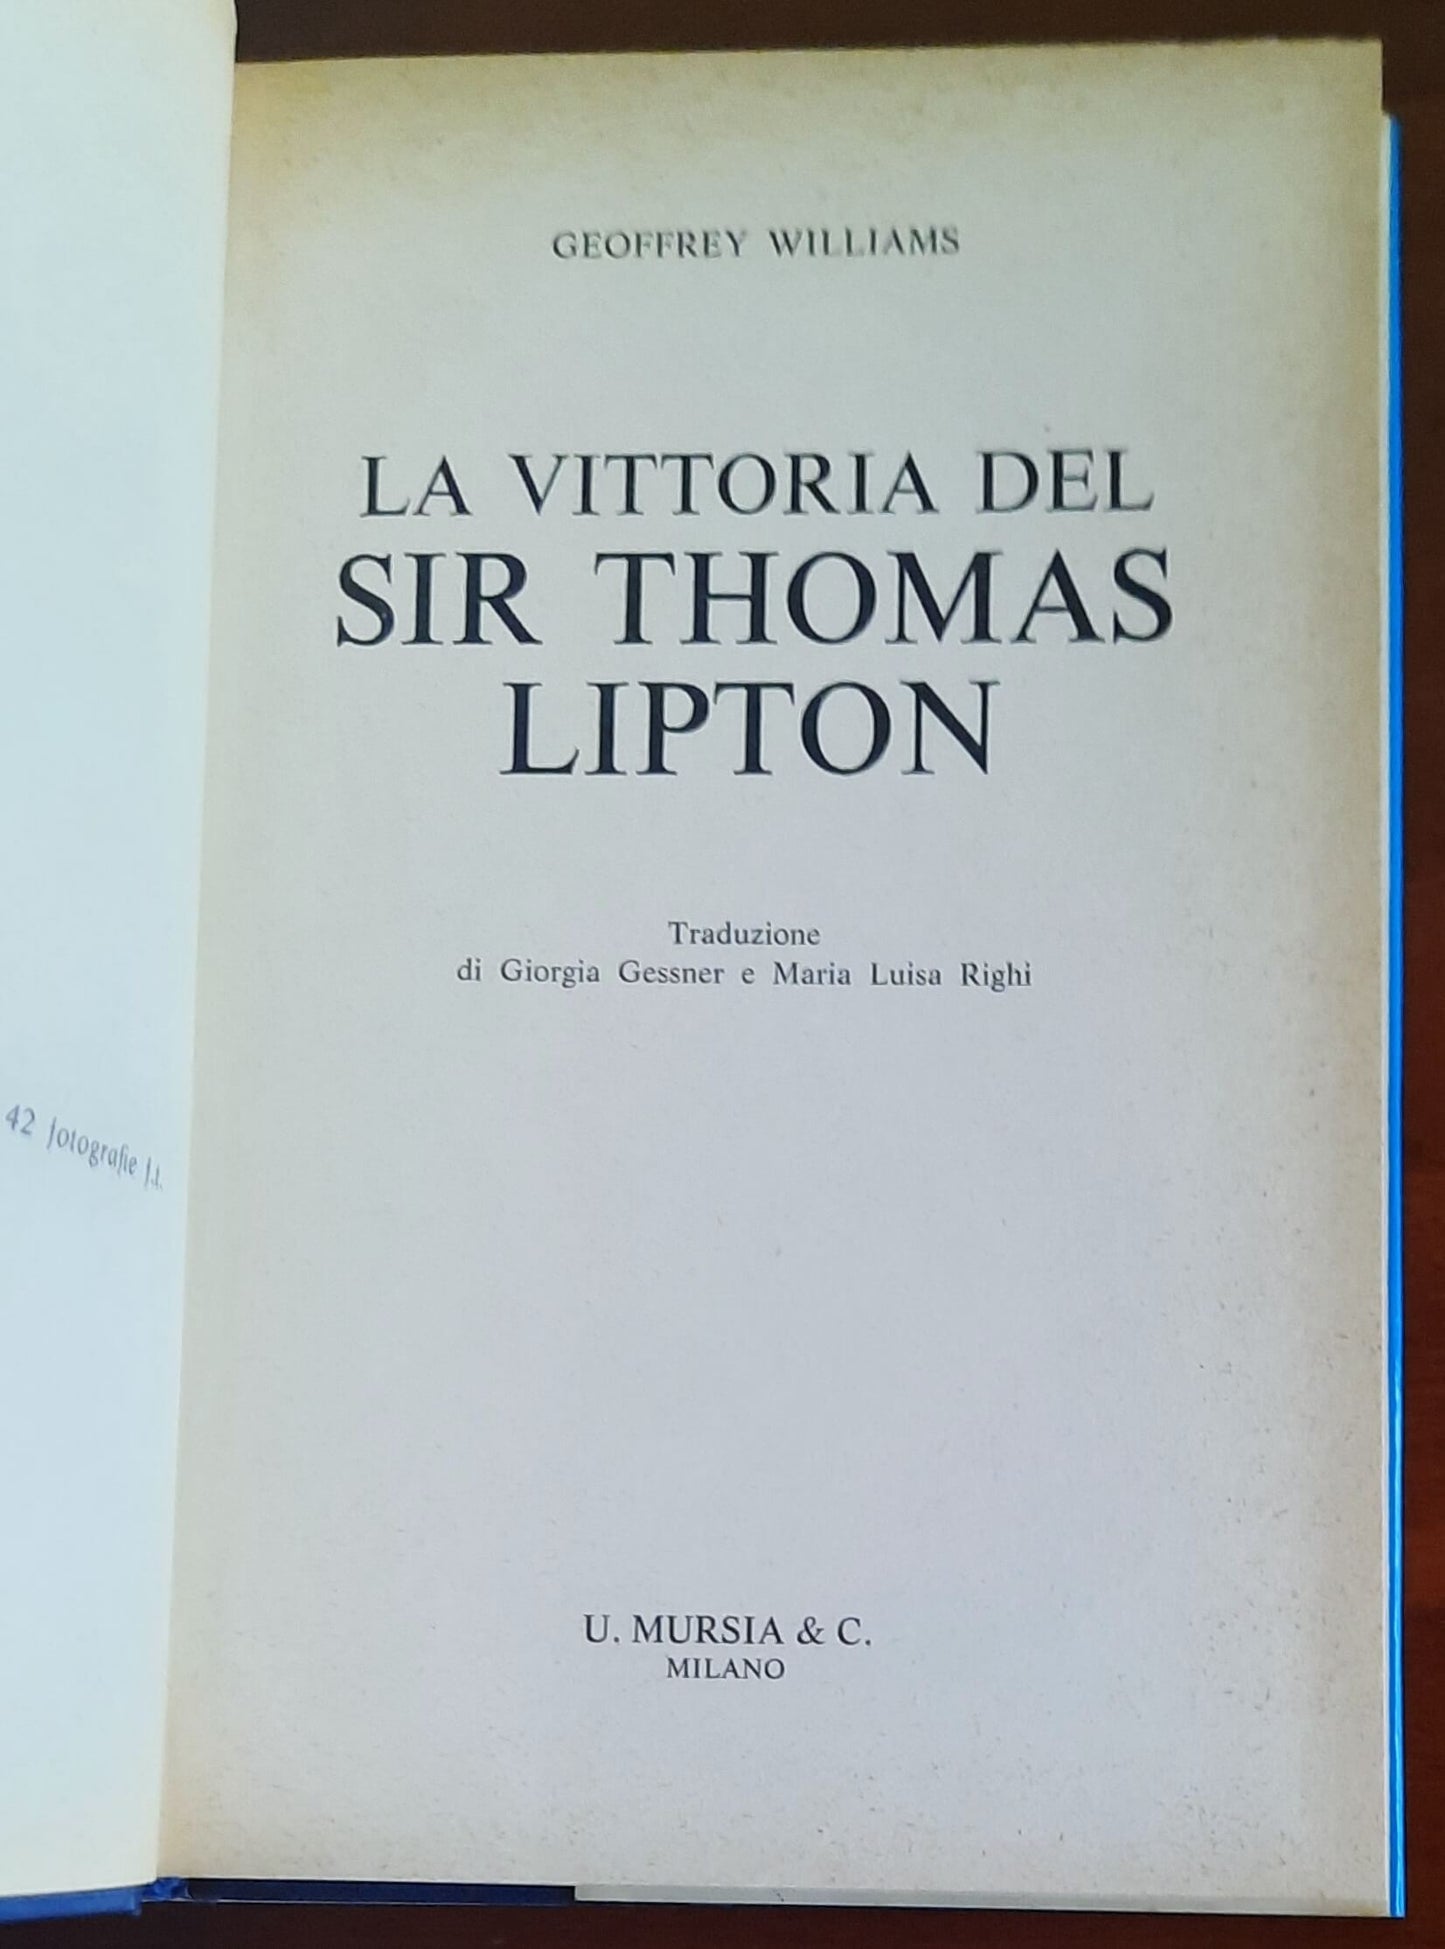 42 fotografie f.t.
GEOFFREY WILLIAMS
LA VITTORIA DEL
SIR THOMAS
LIPTON
Traduzione
di Giorgia Gessner e Maria Luisa Righi
U. MURSIA & C.
MILANO